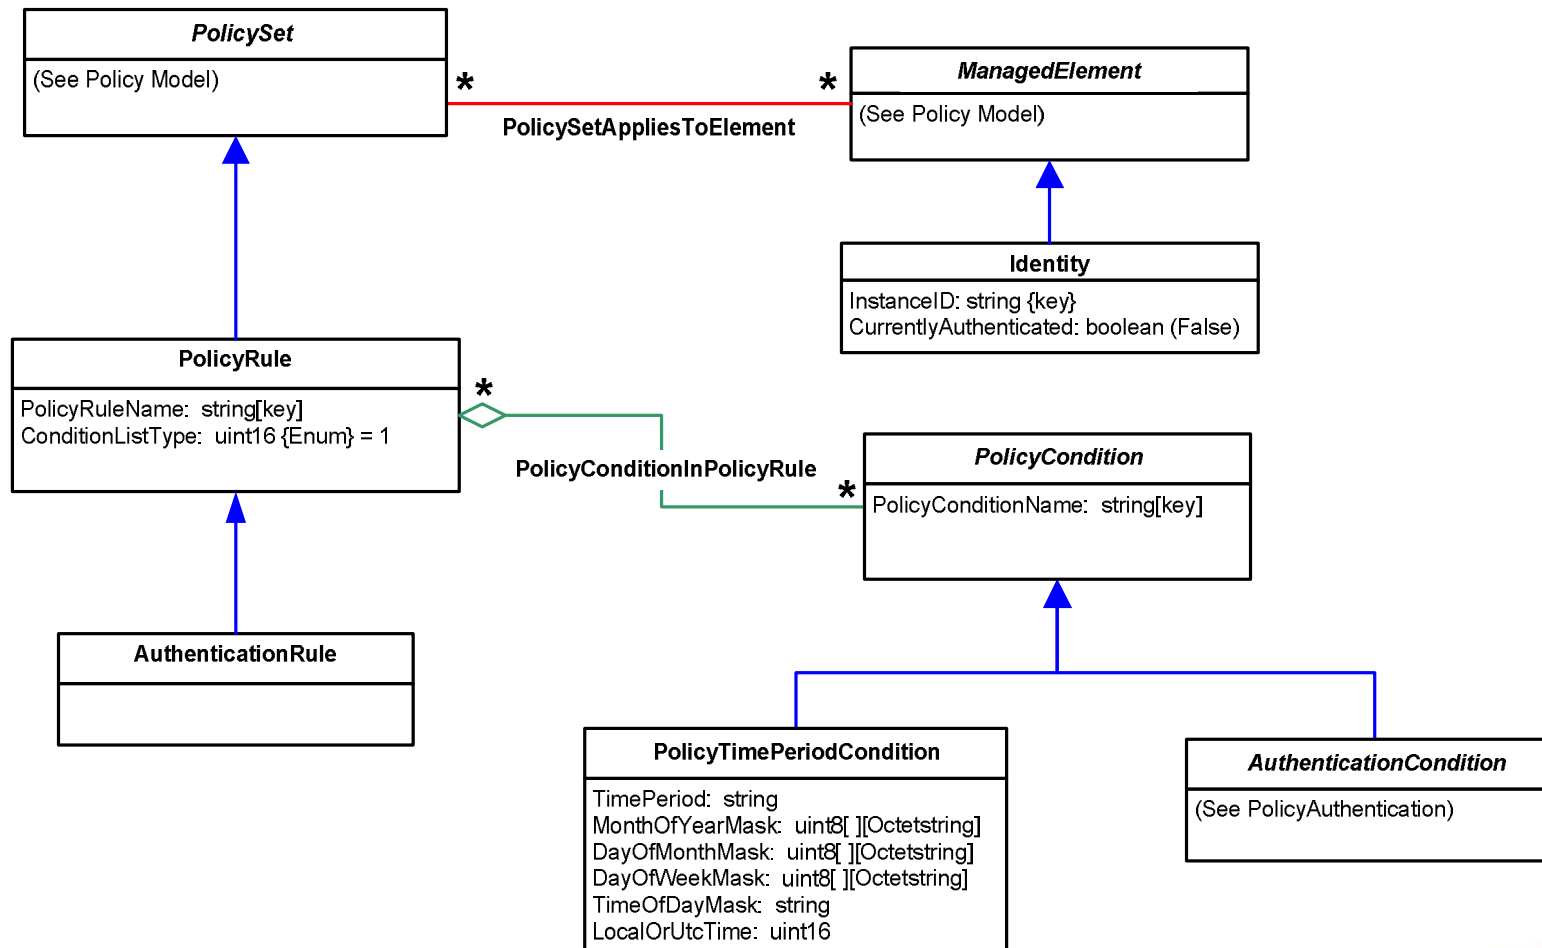 PolicySet
(See Policy Model)
*
*
PolicySetAppliesToElement
ManagedElement
(See Policy Model)
Identity
InstanceID: string {key}
CurrentlyAuthenticated: boolean (False)
PolicyRule
PolicyRuleName: string[key]
ConditionListType: uint16 {Enum} = 1
*
PolicyConditionInPolicyRule
*
PolicyCondition
PolicyConditionName: string[key]
AuthenticationRule
PolicyTimePeriodCondition
TimePeriod: string
MonthOfYearMask: uint8[ ][Octetstring]
DayOfMonthMask: uint8[ ][Octetstring]
DayOfWeekMask: uint8[ ][Octetstring]
TimeOfDayMask: string
LocalOrUtcTime: uint16
AuthenticationCondition
(See PolicyAuthentication)